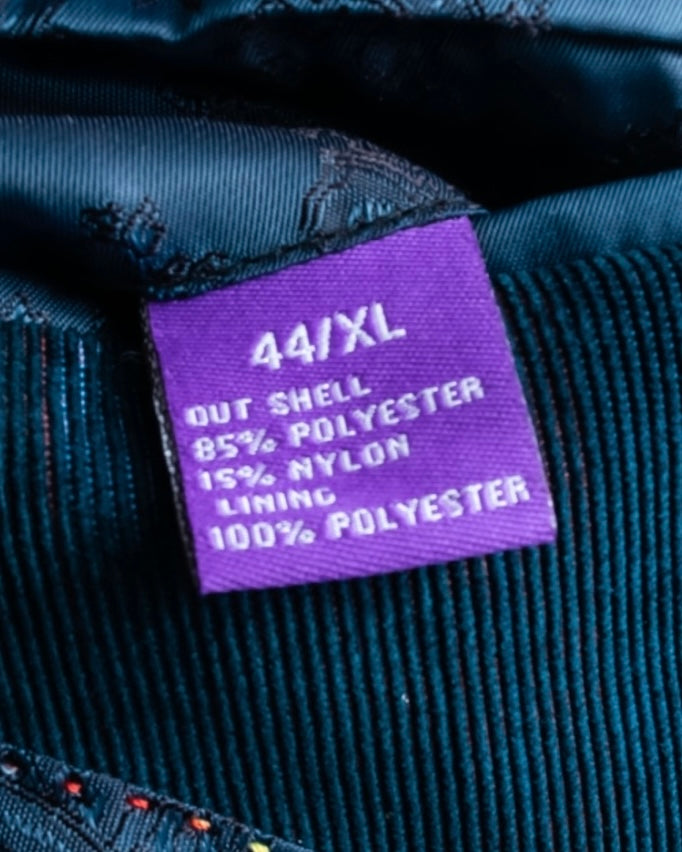 44/XL
OUT SHELL
85% POLYESTER
15% NYLON
LINING
100% POLYESTER